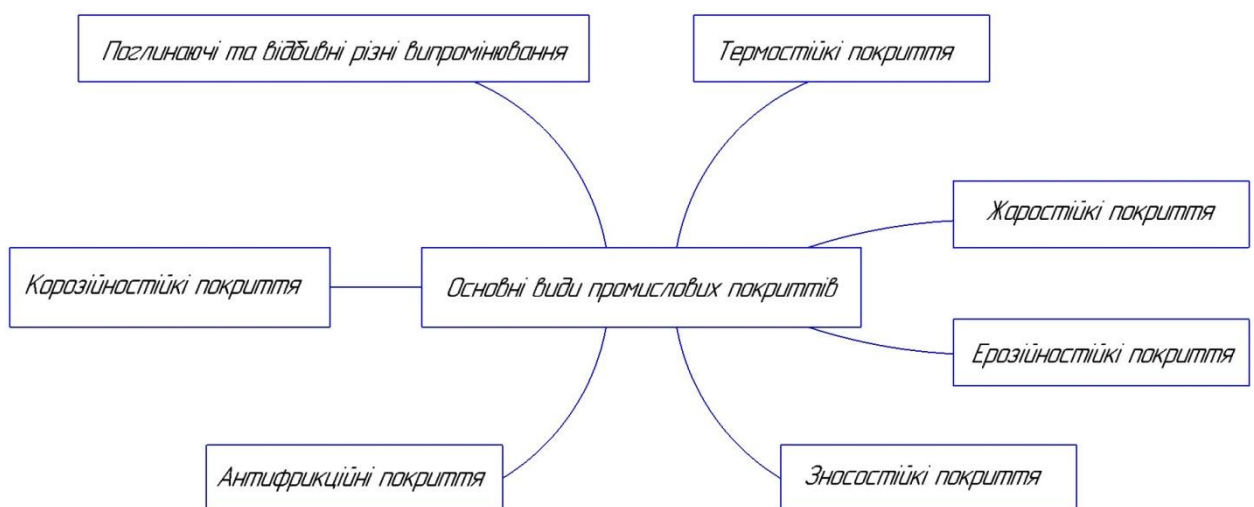 Поглинаючі та відбивні різні випромінювання
Термостійкі покриття
Жаростійкі покриття
Корозійностійкі покриття
Основні види промислових покриттів
Ерозійностійкі покриття
Антифрикційні покриття
Зносостійкі покриття